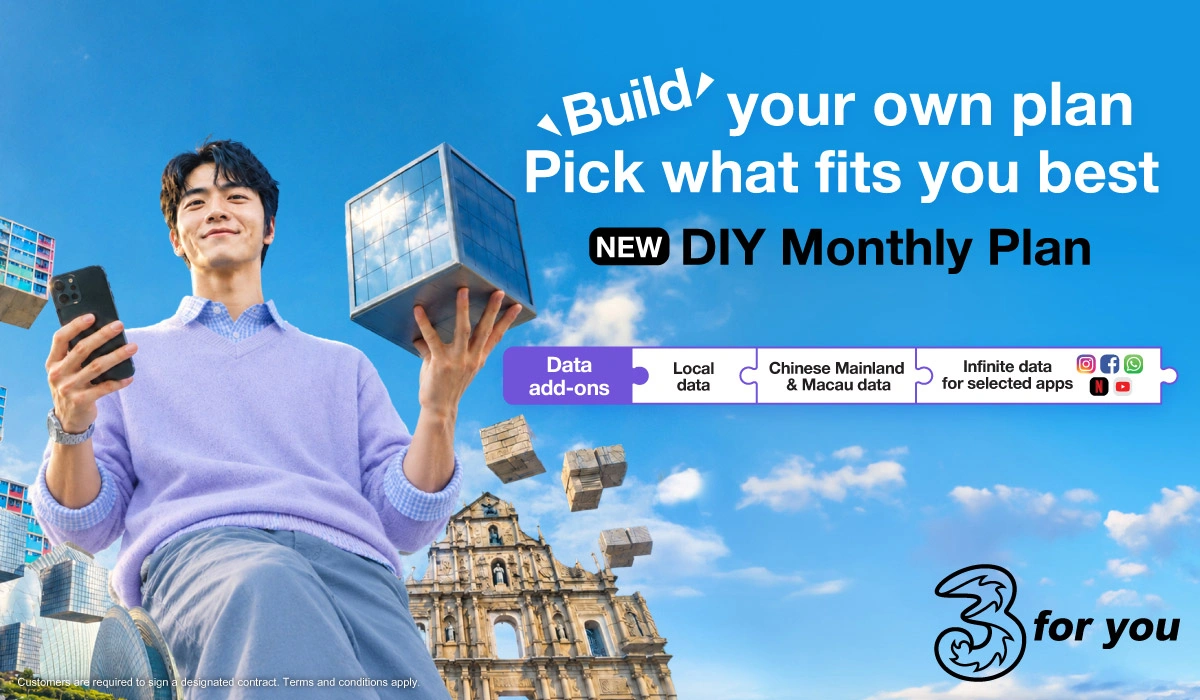 Build your own plan
Pick what fits you best
NEW DIY Monthly Plan
Data
add-ons
Local
data
Chinese Mainland
& Macau data
Infinite data
for selected apps
N
3 for you
* Customers are required to sign a designated contract. Terms and conditions apply.